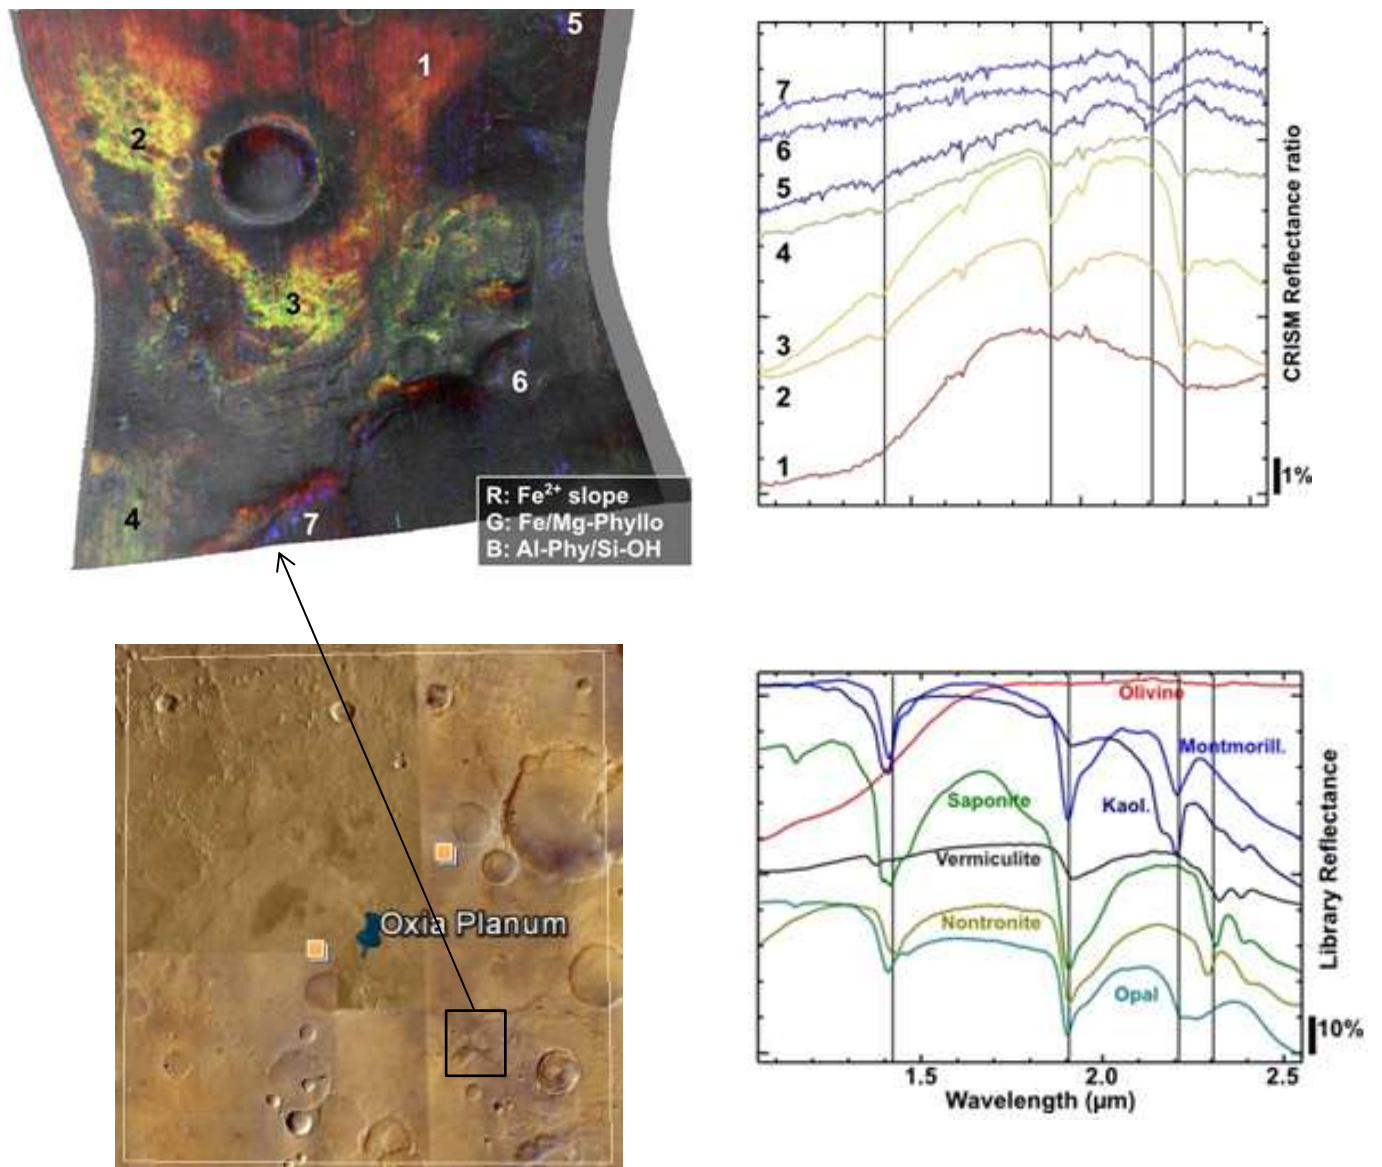 5
1
2
3
6
4
7
R: Fe²⁺ slope
G: Fe/Mg-Phyllo
B: Al-Phy/Si-OH
7
6
5
4
3
2
1
CRISM Reflectance ratio
1%
Oxia Planum
Olivine
Montmorill.
Saponite
Kaol.
Vermiculite
Nontronite
Opal
Library Reflectance
10%
1.5
2.0
2.5
Wavelength (μm)